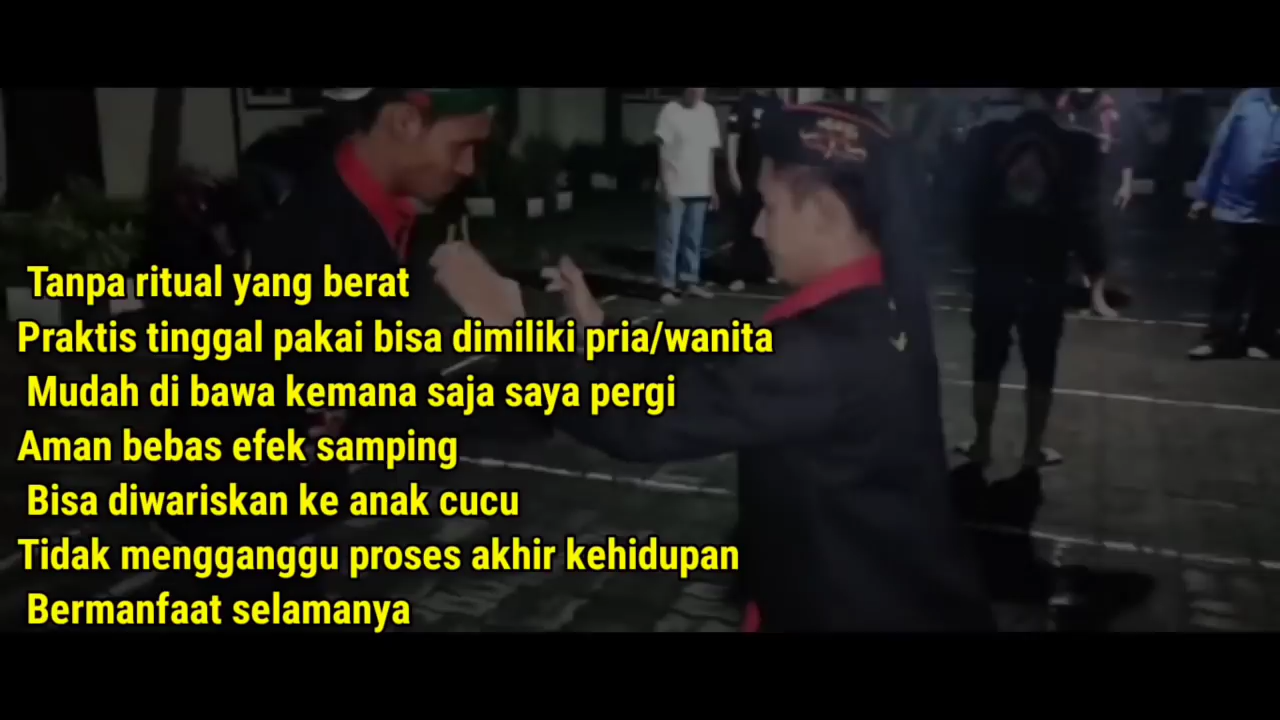 Tanpa ritual yang berat
Praktis tinggal pakai bisa dimiliki pria/wanita
Mudah di bawa kemana saja saya pergi
Aman bebas efek samping
Bisa diwariskan ke anak cucu
Tidak mengganggu proses akhir kehidupan
Bermanfaat selamanya